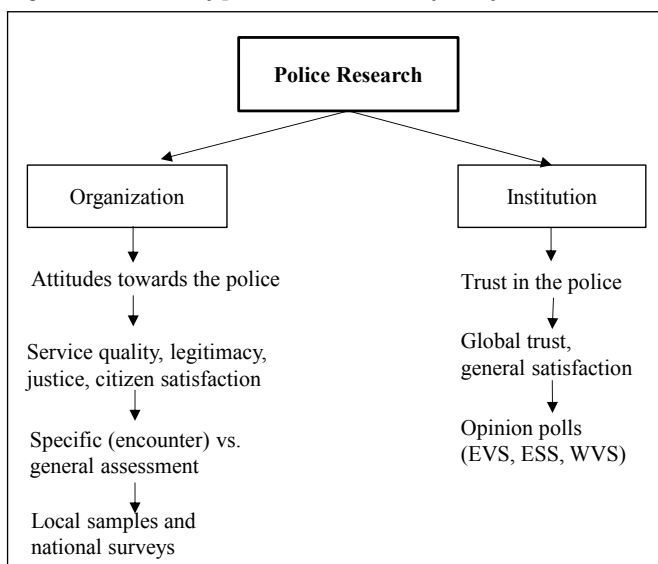 Police Research
Organization
Institution
Attitudes towards the police
Trust in the police
Service quality, legitimacy,
justice, citizen satisfaction
Global trust,
general satisfaction
Specific (encounter) vs.
general assessment
Opinion polls
(EVS, ESS, WVS)
Local samples and
national surveys